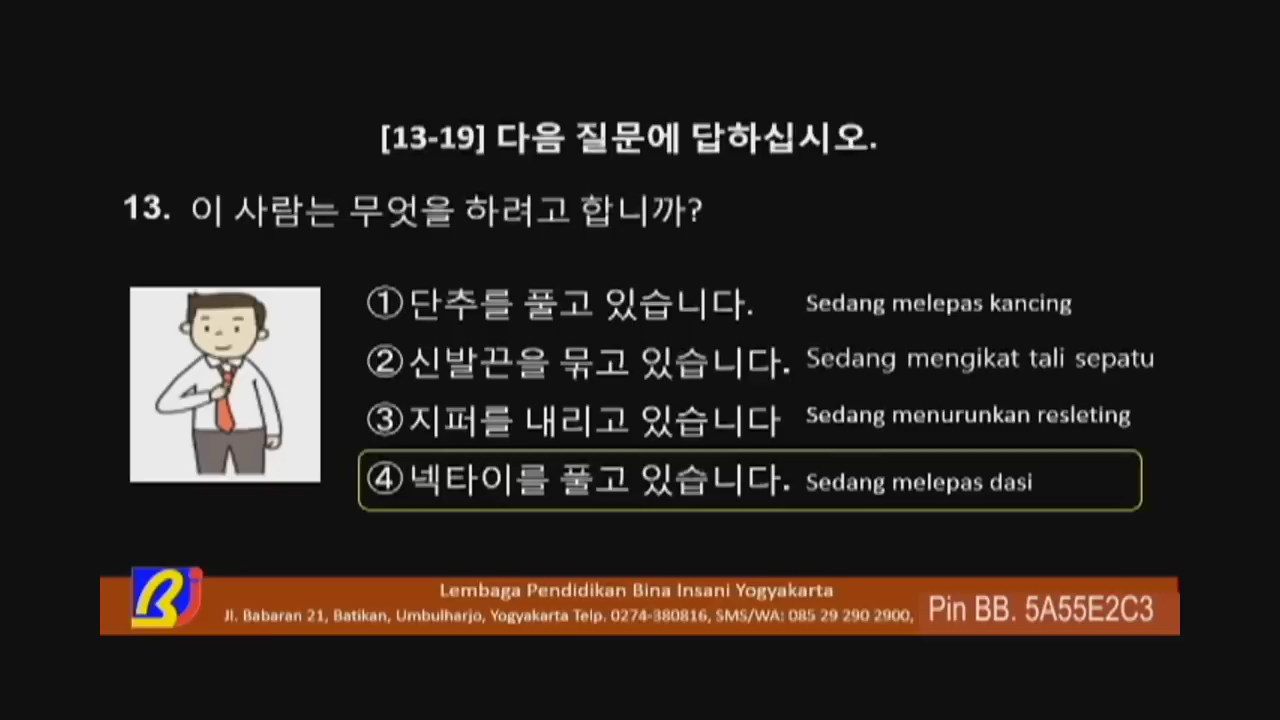 [13-19] 다음 질문에 답하십시오.
13. 이 사람는 무엇을 하려고 합니까?
① 단추를 풀고 있습니다. Sedang melepas kancing
② 신발끈을 묶고 있습니다. Sedang mengikat tali sepatu
③ 지퍼를 내리고 있습니다 Sedang menurunkan resleting
④ 넥타이를 풀고 있습니다. Sedang melepas dasi
Lembaga Pendidikan Bina Insani Yogyakarta
Jl. Babaran 21, Batikan, Umbulharjo, Yogyakarta Telp. 0274-380816, SMS/WA: 085 29 290 2900, Pin BB. 5A55E2C3